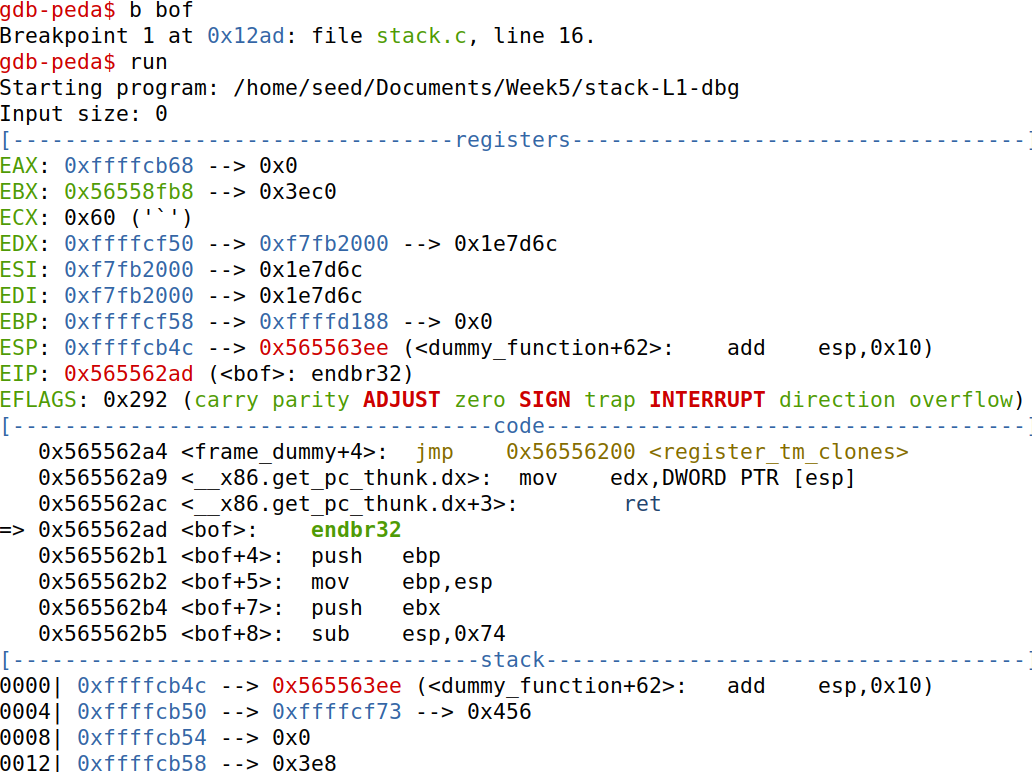 gdb-peda$ b bof
Breakpoint 1 at 0x12ad: file stack.c, line 16.
gdb-peda$ run
Starting program: /home/seed/Documents/Week5/stack-L1-dbg
Input size: 0
[----------------------------------registers-----------------------------------]
EAX: 0xffffcb68 --> 0x0
EBX: 0x56558fb8 --> 0x3ec0
ECX: 0x60 ('`')
EDX: 0xffffcf50 --> 0xf7fb2000 --> 0x1e7d6c
ESI: 0xf7fb2000 --> 0x1e7d6c
EDI: 0xf7fb2000 --> 0x1e7d6c
EBP: 0xffffcf58 --> 0xffffd188 --> 0x0
ESP: 0xffffcb4c --> 0x565563ee (<dummy_function+62>:	add    esp,0x10)
EIP: 0x565562ad (<bof>:	endbr32)
EFLAGS: 0x292 (carry parity ADJUST zero SIGN trap INTERRUPT direction overflow)
[-------------------------------------code-------------------------------------]
   0x565562a4 <frame_dummy+4>:	jmp    0x56556200 <register_tm_clones>
   0x565562a9 <__x86.get_pc_thunk.dx>:	mov    edx,DWORD PTR [esp]
   0x565562ac <__x86.get_pc_thunk.dx+3>:	ret
=> 0x565562ad <bof>:	endbr32
   0x565562b1 <bof+4>:	push   ebp
   0x565562b2 <bof+5>:	mov    ebp,esp
   0x565562b4 <bof+7>:	push   ebx
   0x565562b5 <bof+8>:	sub    esp,0x74
[------------------------------------stack-------------------------------------]
0000| 0xffffcb4c --> 0x565563ee (<dummy_function+62>:	add    esp,0x10)
0004| 0xffffcb50 --> 0xffffcf73 --> 0x456
0008| 0xffffcb54 --> 0x0
0012| 0xffffcb58 --> 0x3e8